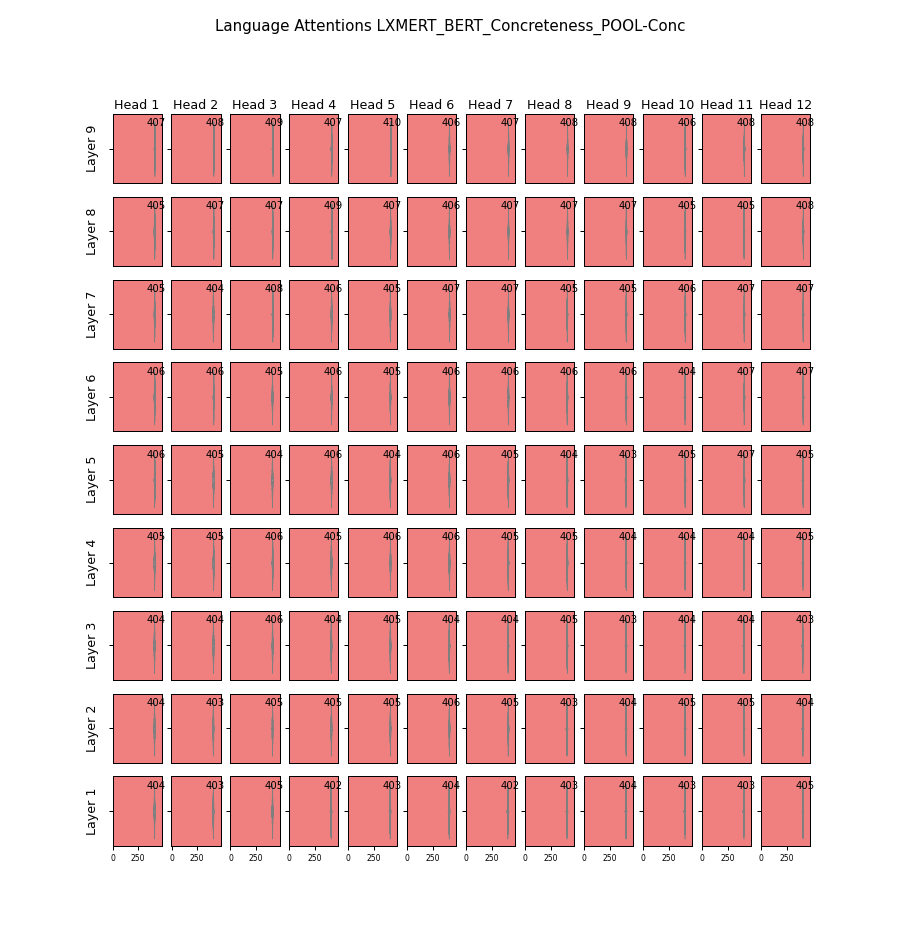 Language Attentions LXMERT_BERT_Concreteness_POOL-Conc
Head 1 Head 2 Head 3 Head 4 Head 5 Head 6 Head 7 Head 8 Head 9 Head 10 Head 11 Head 12
Layer 9 407 408 409 407 410 406 407 408 408 406 408 408
Layer 8 405 407 407 409 407 406 407 407 407 405 405 408
Layer 7 405 404 408 406 405 407 407 405 405 406 407 407
Layer 6 406 406 405 406 405 406 406 406 406 404 407 407
Layer 5 406 405 404 406 404 406 405 404 403 405 407 405
Layer 4 405 405 406 405 406 406 405 405 404 404 404 405
Layer 3 404 404 406 404 405 404 404 405 403 404 404 403
Layer 2 404 403 405 405 405 406 405 403 404 405 405 404
Layer 1 404 403 405 402 403 404 402 403 404 403 403 405
0 250 0 250 0 250 0 250 0 250 0 250 0 250 0 250 0 250 0 250 0 250 0 250